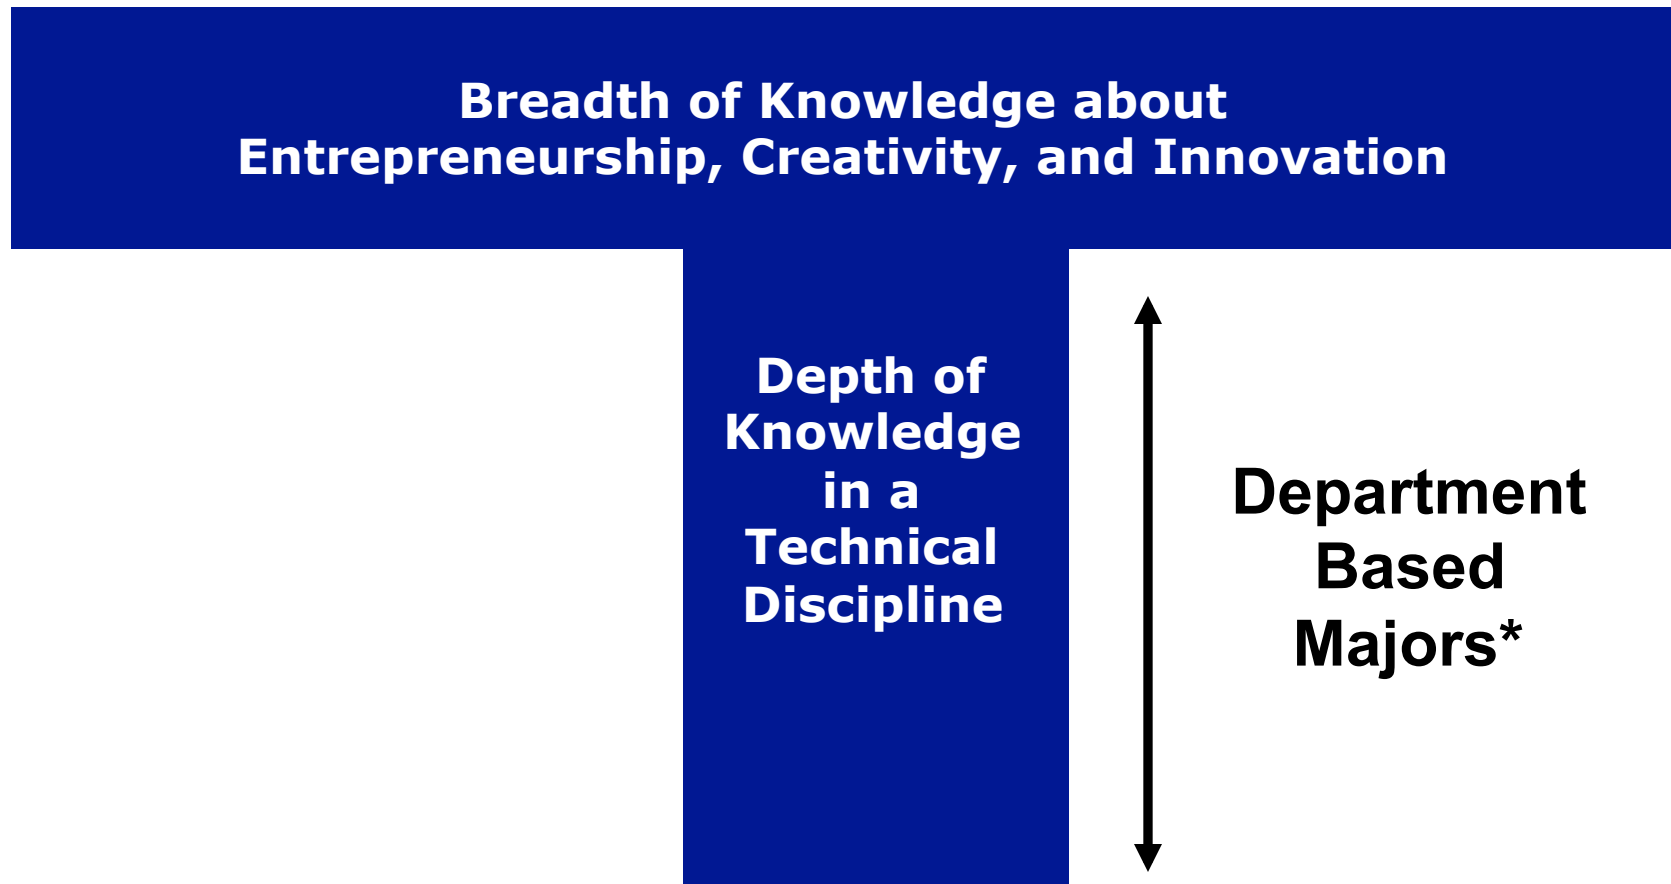 Breadth of Knowledge about
Entrepreneurship, Creativity, and Innovation
Depth of
Knowledge
in a
Technical
Discipline
Department
Based
Majors*